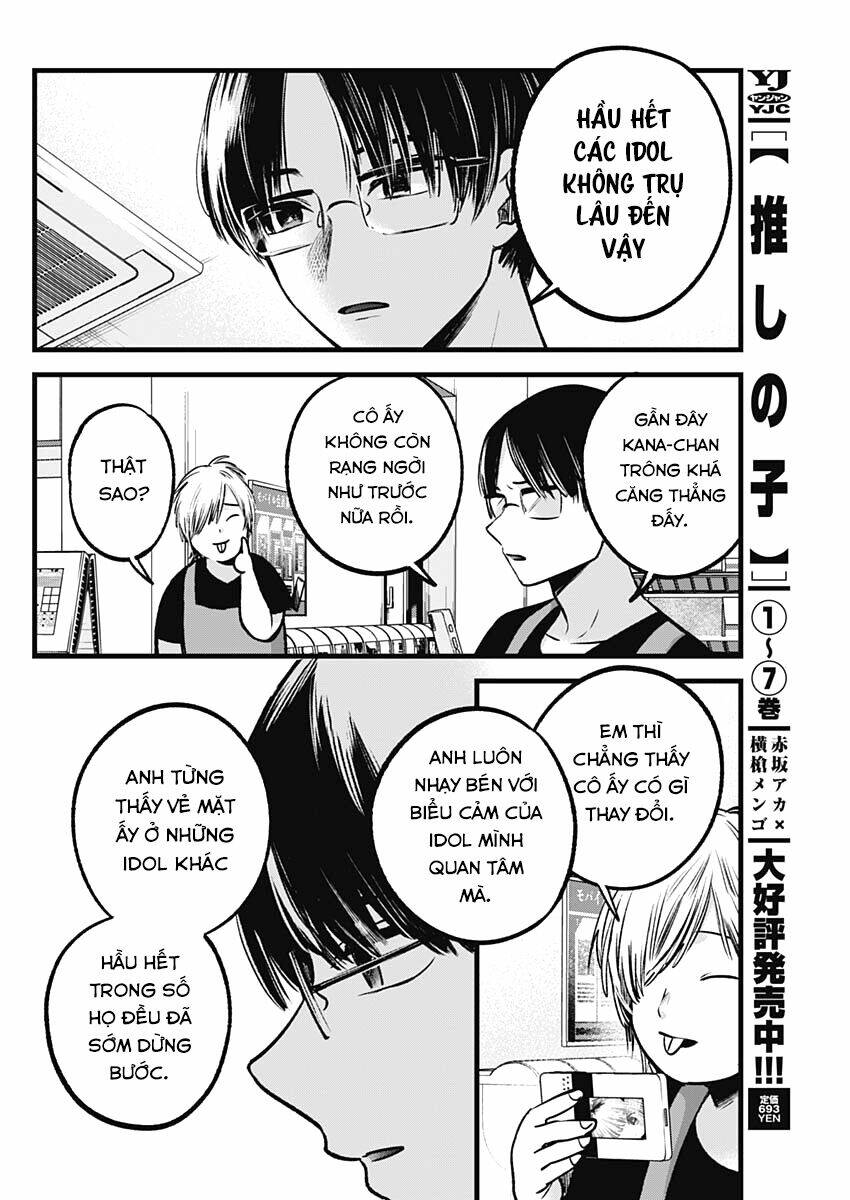 HẦU HẾT
CÁC IDOL
KHÔNG TRỤ
LÂU ĐẾN
VẬY
GẦN ĐÂY
KANA-CHAN
TRÔNG KHÁ
CĂNG THẲNG
ĐẤY.
CÔ ẤY
KHÔNG CÒN
RẠNG NGỜI
NHƯ TRƯỚC
NỮA RỒI.
THẬT
SAO?
EM THÌ
CHẲNG THẤY
CÔ ẤY CÓ GÌ
THAY ĐỔI.
ANH LUÔN
NHẠY BÉN VỚI
BIỂU CẢM CỦA
IDOL MÌNH
QUAN TÂM
MÀ.
ANH TỪNG
THẤY VẺ MẶT
ẤY Ở NHỮNG
IDOL KHÁC
HẦU HẾT
TRONG SỐ
HỌ ĐỀU ĐÃ
SỚM DỪNG
BƯỚC.
YJ
ヤンジャン
YJC
【推しの子】
①～⑦巻
赤坂アカ×
横槍メンゴ
大好評発売中!!!
定価
693
YEN